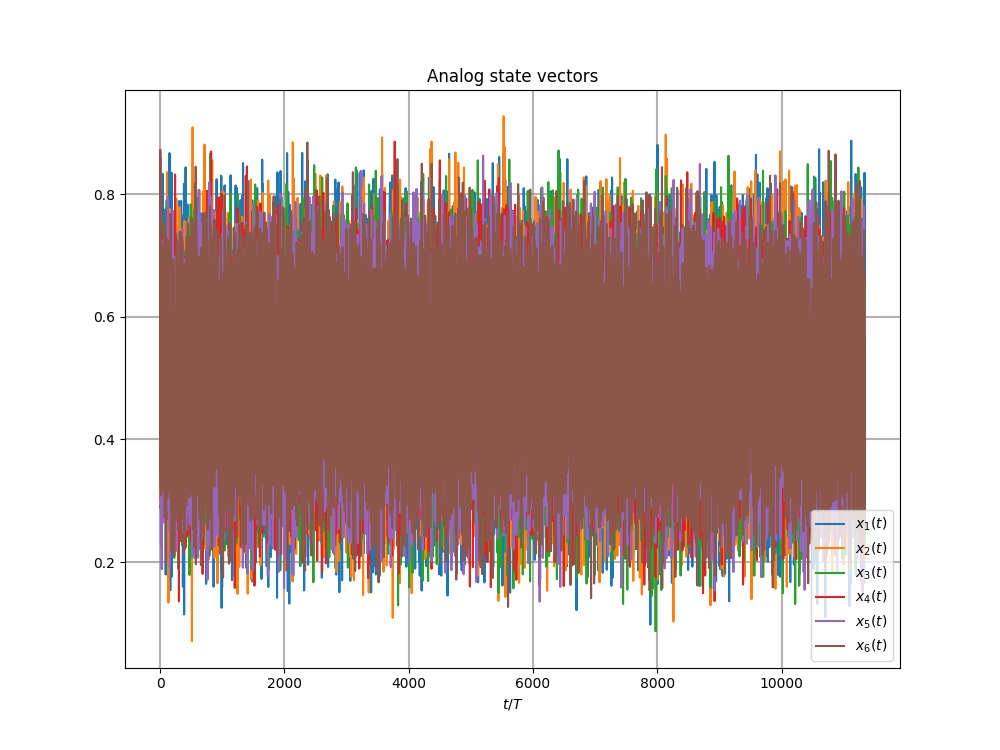 Analog state vectors
0.8
0.6
0.4
0.2
0 2000 4000 6000 8000 10000
t/T
x₁(t)
x₂(t)
x₃(t)
x₄(t)
x₅(t)
x₆(t)